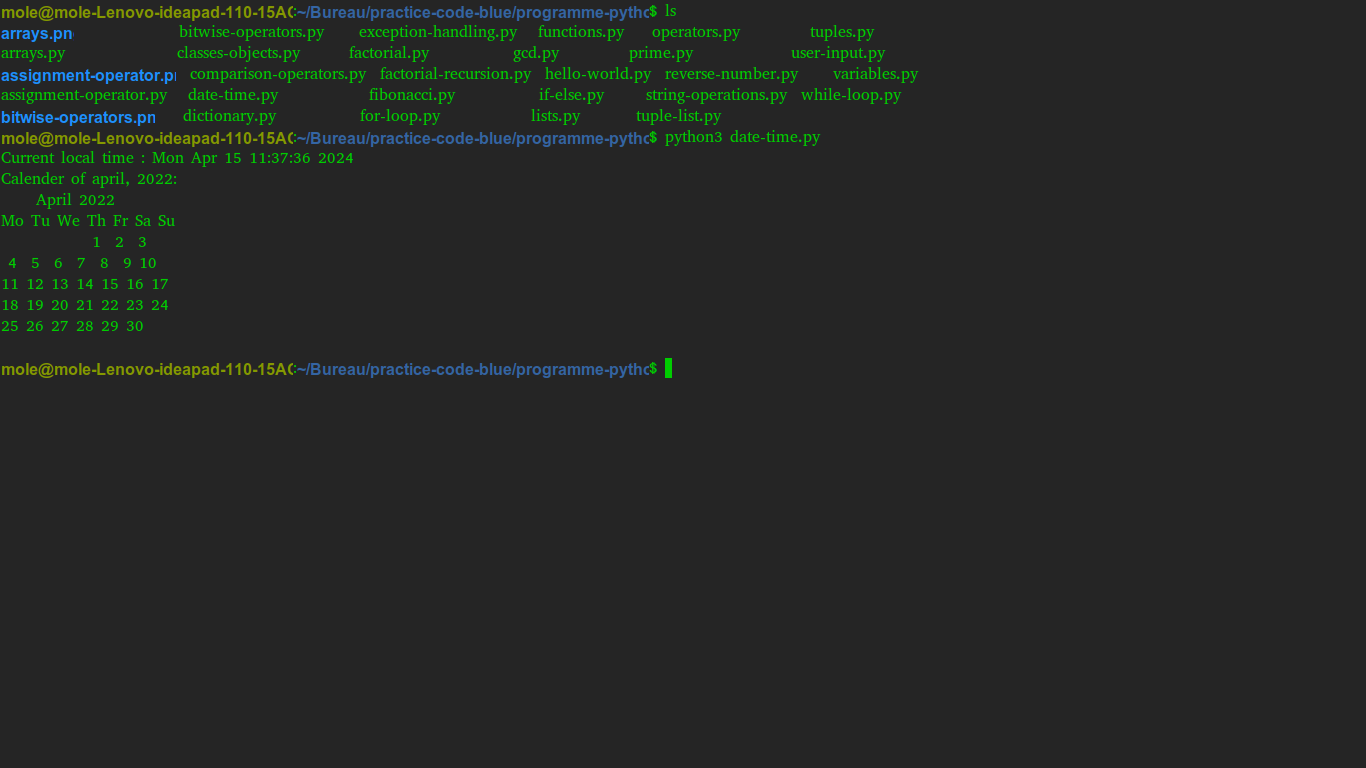 mole@mole-Lenovo-ideapad-110-15AC:~/Bureau/practice-code-blue/programme-pytho$ ls
arrays.pn bitwise-operators.py exception-handling.py functions.py operators.py tuples.py
arrays.py classes-objects.py factorial.py gcd.py prime.py user-input.py
assignment-operator.pn comparison-operators.py factorial-recursion.py hello-world.py reverse-number.py variables.py
assignment-operator.py date-time.py fibonacci.py if-else.py string-operations.py while-loop.py
bitwise-operators.pn dictionary.py for-loop.py lists.py tuple-list.py
mole@mole-Lenovo-ideapad-110-15AC:~/Bureau/practice-code-blue/programme-pytho$ python3 date-time.py
Current local time : Mon Apr 15 11:37:36 2024
Calender of april, 2022:
April 2022
Mo Tu We Th Fr Sa Su
1 2 3
4 5 6 7 8 9 10
11 12 13 14 15 16 17
18 19 20 21 22 23 24
25 26 27 28 29 30
mole@mole-Lenovo-ideapad-110-15AC:~/Bureau/practice-code-blue/programme-pytho$